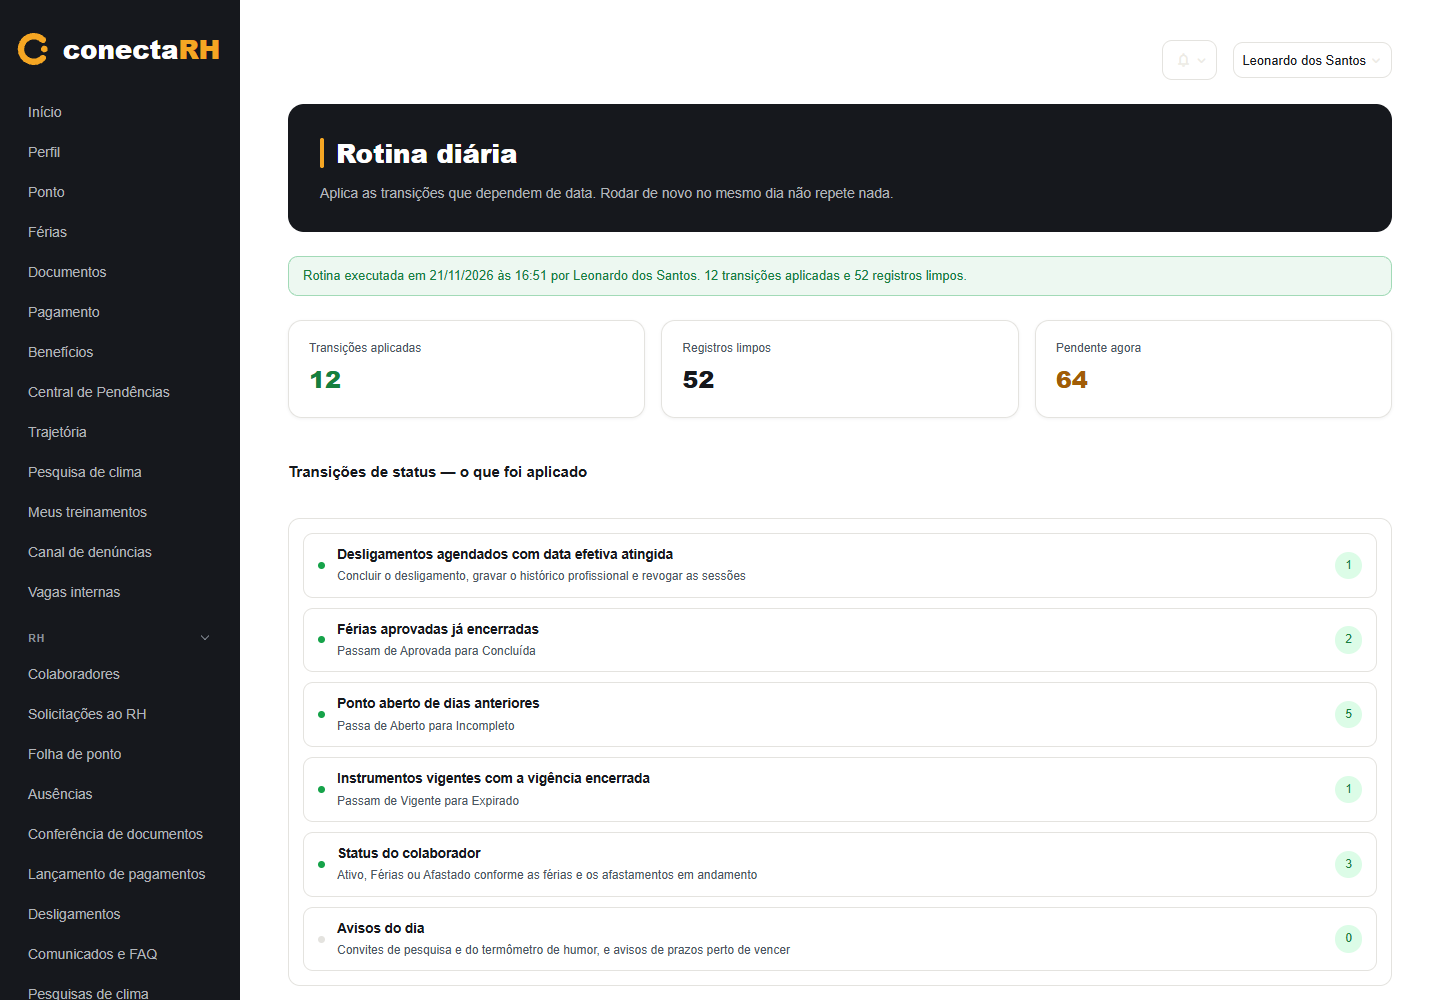 conectaRH
Início
Perfil
Ponto
Férias
Documentos
Pagamento
Benefícios
Central de Pendências
Trajetória
Pesquisa de clima
Meus treinamentos
Canal de denúncias
Vagas internas
RH
Colaboradores
Solicitações ao RH
Folha de ponto
Ausências
Conferência de documentos
Lançamento de pagamentos
Desligamentos
Comunicados e FAQ
Pesquisas de clima
Leonardo dos Santos
Rotina diária
Aplica as transições que dependem de data. Rodar de novo no mesmo dia não repete nada.
Rotina executada em 21/11/2026 às 16:51 por Leonardo dos Santos. 12 transições aplicadas e 52 registros limpos.
Transições aplicadas
12
Registros limpos
52
Pendente agora
64
Transições de status — o que foi aplicado
Desligamentos agendados com data efetiva atingida
Concluir o desligamento, gravar o histórico profissional e revogar as sessões
1
Férias aprovadas já encerradas
Passam de Aprovada para Concluída
2
Ponto aberto de dias anteriores
Passa de Aberto para Incompleto
5
Instrumentos vigentes com a vigência encerrada
Passam de Vigente para Expirado
1
Status do colaborador
Ativo, Férias ou Afastado conforme as férias e os afastamentos em andamento
3
Avisos do dia
Convites de pesquisa e do termômetro de humor, e avisos de prazos perto de vencer
0